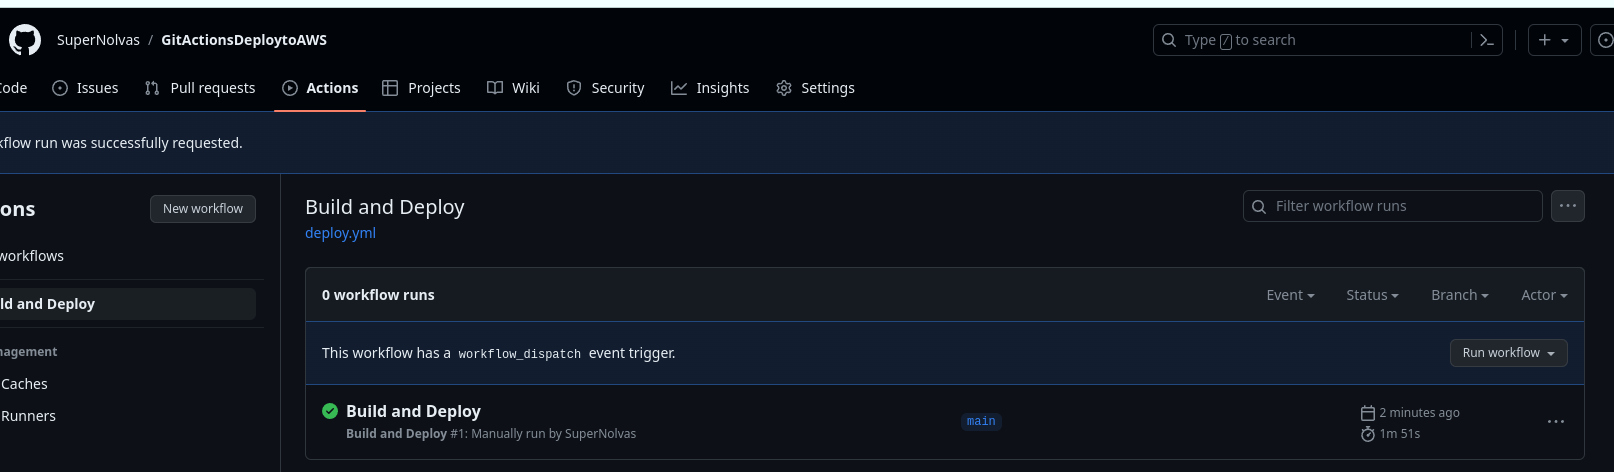 SuperNolvas / GitActionsDeploytoAWS
Type / to search
Code
Issues
Pull requests
Actions
Projects
Wiki
Security
Insights
Settings
kflow run was successfully requested.
ons
New workflow
workflows
ld and Deploy
nagement
Caches
Runners
Build and Deploy
deploy.yml
Filter workflow runs
0 workflow runs
Event
Status
Branch
Actor
This workflow has a workflow_dispatch event trigger.
Run workflow
Build and Deploy
Build and Deploy #1: Manually run by SuperNolvas
main
2 minutes ago
1m 51s